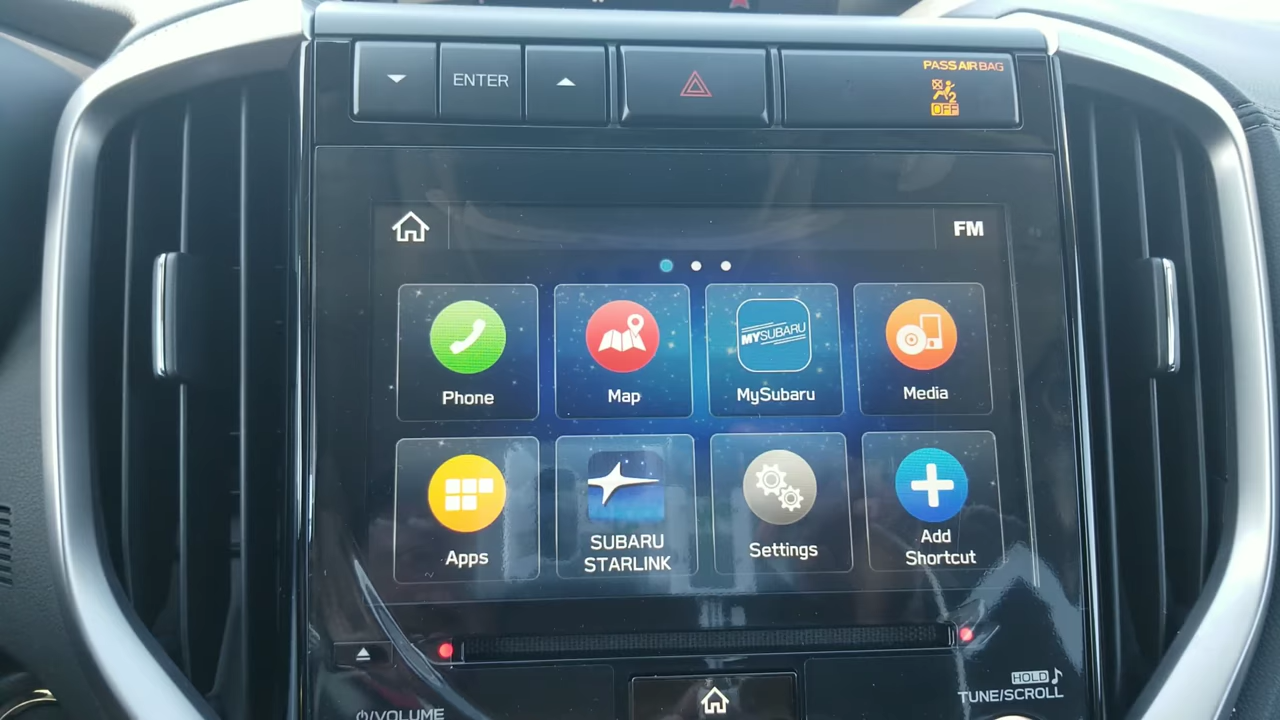 ENTER
PASS AIR BAG
2
OFF
FM
Phone
Map
MYSUBARU
MySubaru
Media
Apps
SUBARU
STARLINK
Settings
Add
Shortcut
HOLD
TUNE/SCROLL
/VOLUME